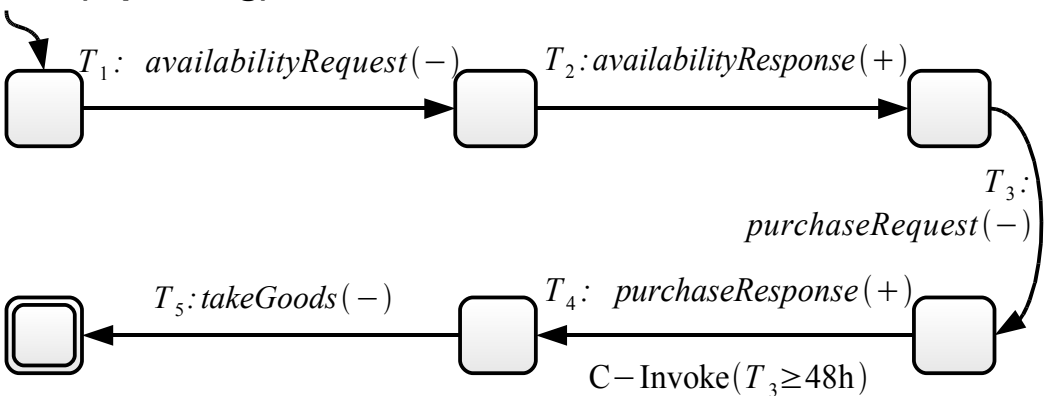 T₁: availabilityRequest(−)
T₂:availabilityResponse(+)
T₃:
purchaseRequest(−)
T₅:takeGoods(−)
T₄: purchaseResponse(+)
C−Invoke(T₃≥48h)